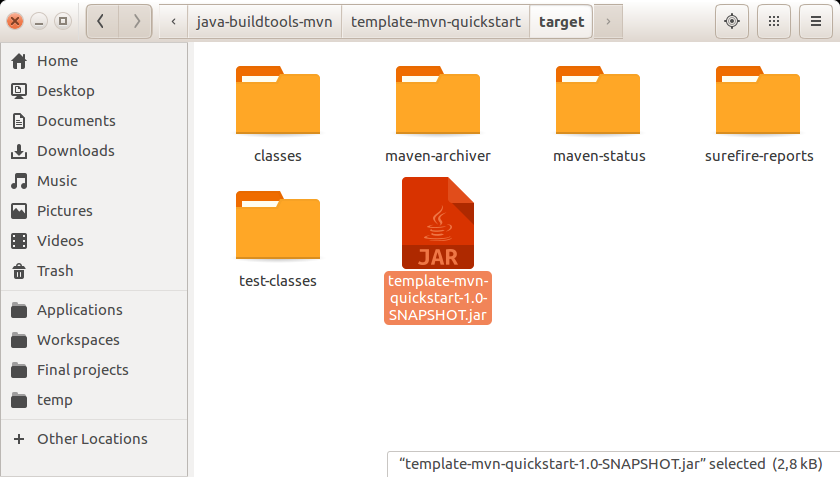 java-buildtools-mvn
template-mvn-quickstart
target
Home
Desktop
Documents
Downloads
Music
Pictures
Videos
Trash
Applications
Workspaces
Final projects
temp
Other Locations
classes
maven-archiver
maven-status
surefire-reports
test-classes
JAR
template-mvn-
quickstart-1.0-
SNAPSHOT.jar
“template-mvn-quickstart-1.0-SNAPSHOT.jar” selected (2,8 kB)